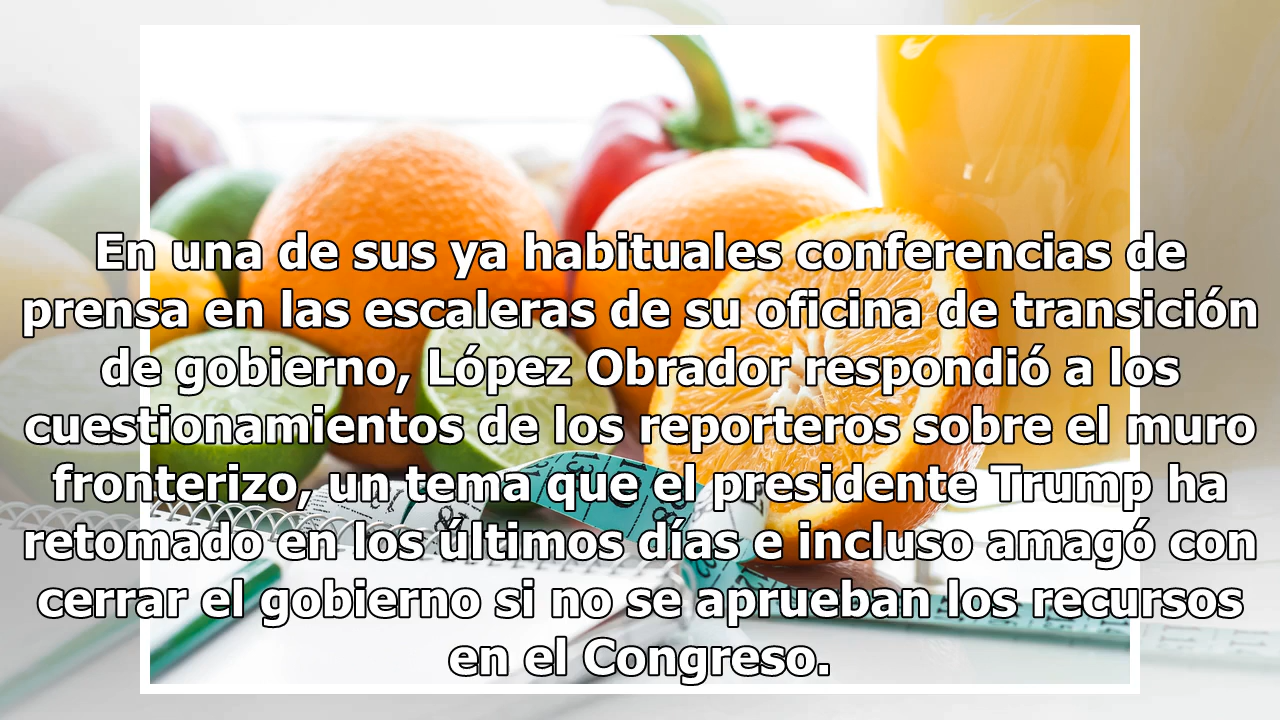 En una de sus ya habituales conferencias de
prensa en las escaleras de su oficina de transición
de gobierno, López Obrador respondió a los
cuestionamientos de los reporteros sobre el muro
fronterizo, un tema que el presidente Trump ha
retomado en los últimos días e incluso amagó con
cerrar el gobierno si no se aprueban los recursos
en el Congreso.